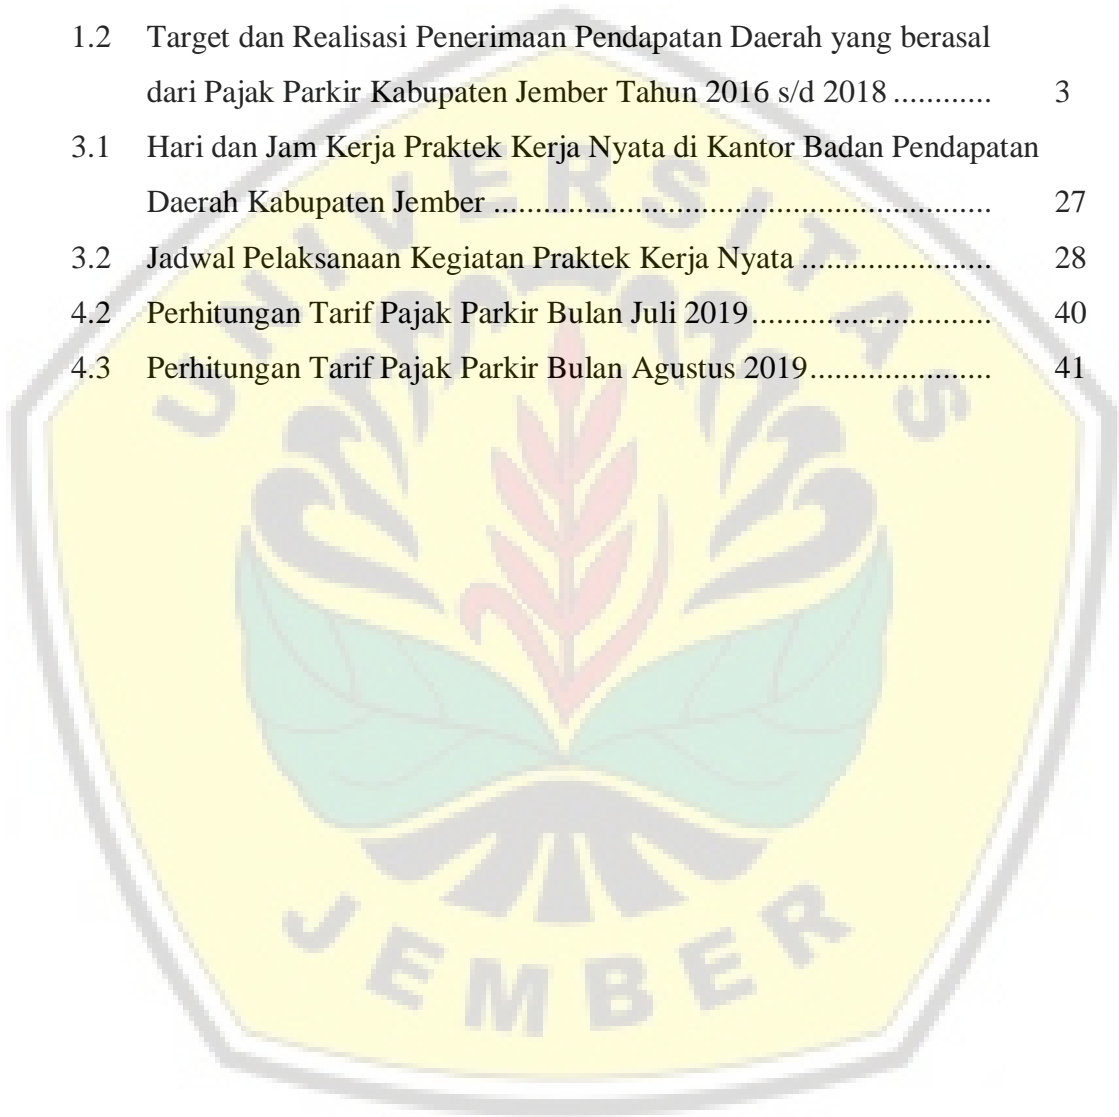 1.2 Target dan Realisasi Penerimaan Pendapatan Daerah yang berasal
dari Pajak Parkir Kabupaten Jember Tahun 2016 s/d 2018 ............ 3
3.1 Hari dan Jam Kerja Praktek Kerja Nyata di Kantor Badan Pendapatan
Daerah Kabupaten Jember ............................................................ 27
3.2 Jadwal Pelaksanaan Kegiatan Praktek Kerja Nyata ....................... 28
4.2 Perhitungan Tarif Pajak Parkir Bulan Juli 2019............................. 40
4.3 Perhitungan Tarif Pajak Parkir Bulan Agustus 2019...................... 41
UNIVERSITAS
JEMBER